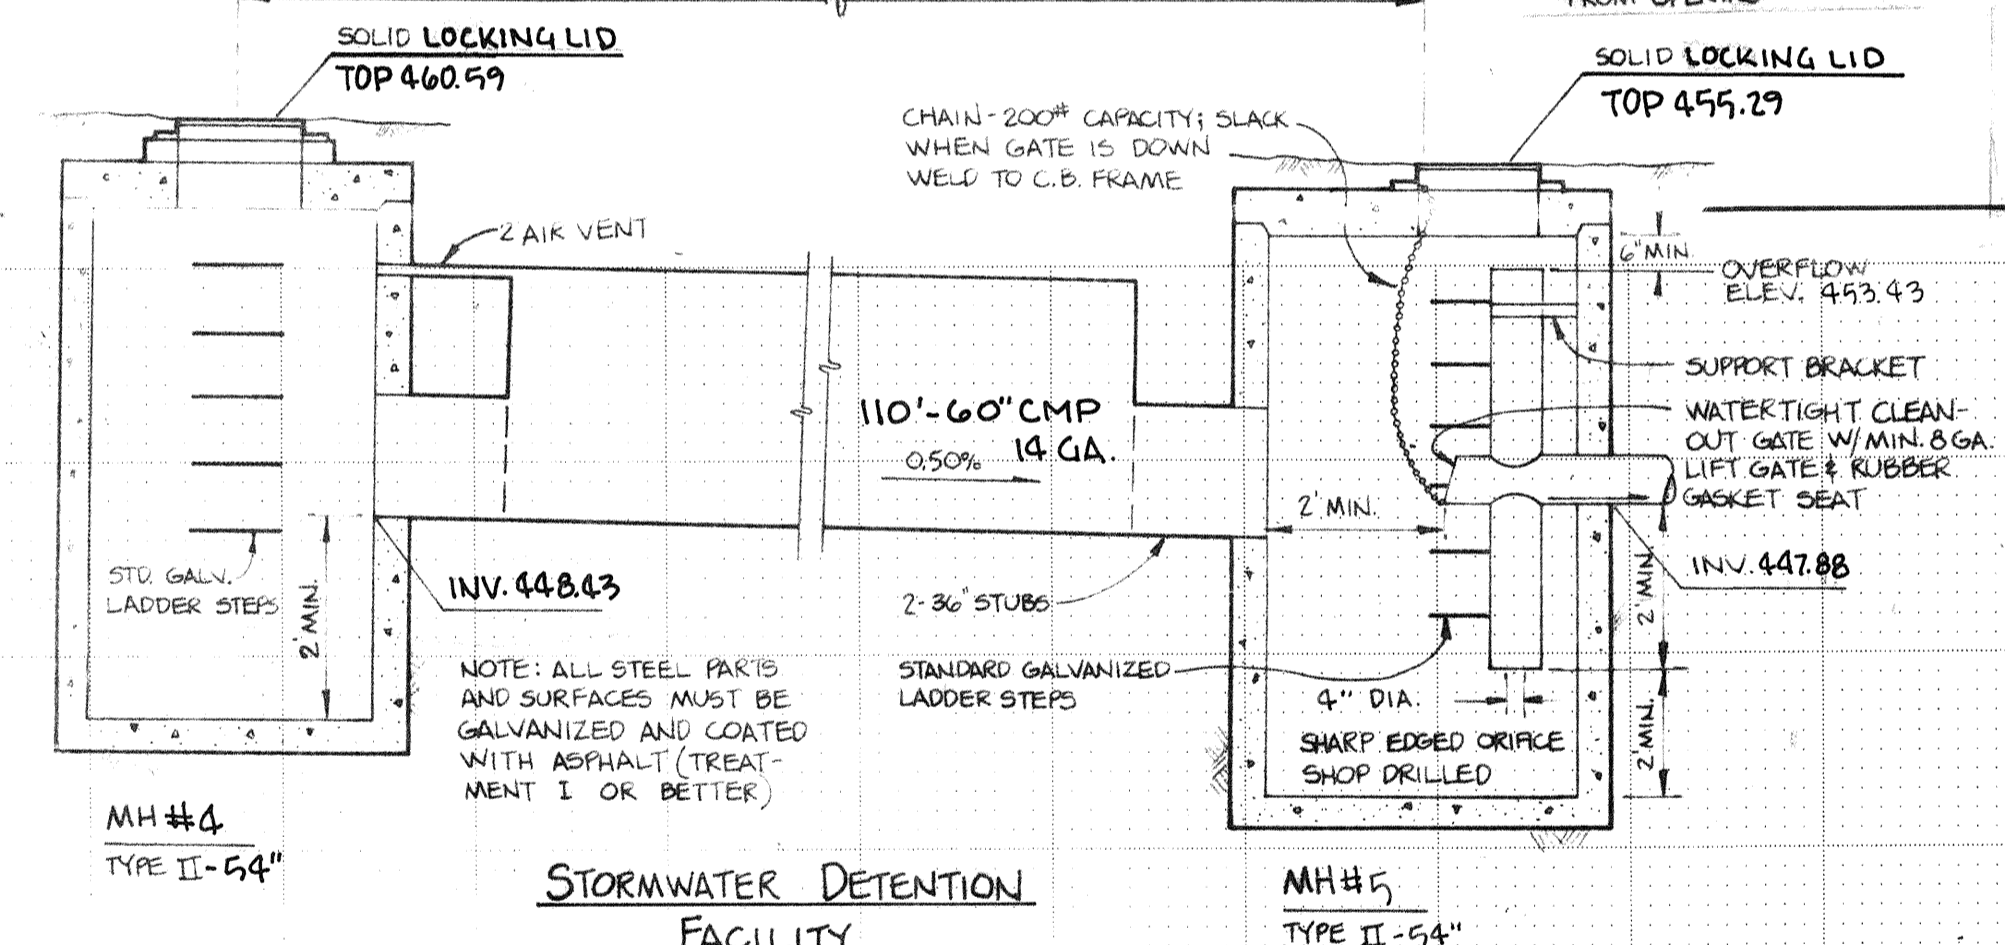 SOLID LOCKING LID
TOP 460.59
SOLID LOCKING LID
TOP 455.29
CHAIN-200# CAPACITY; SLACK
WHEN GATE IS DOWN
WELD TO C.B. FRAME
2 AIR VENT
6" MIN
OVERFLOW
ELEV. 453.43
SUPPORT BRACKET
WATERTIGHT CLEAN-
OUT GATE W/MIN. 8 GA.
LIFT GATE & RUBBER
GASKET SEAT
110'-60" CMP
14 GA.
0.50%
2' MIN.
INV. 447.88
STD. GALV.
LADDER STEPS
2' MIN.
INV. 448.43
2-36" STUBS
2' MIN
NOTE: ALL STEEL PARTS
AND SURFACES MUST BE
GALVANIZED AND COATED
WITH ASPHALT (TREAT-
MENT I OR BETTER)
STANDARD GALVANIZED
LADDER STEPS
4" DIA.
SHARP EDGED ORIFICE
SHOP DRILLED
2' MIN.
MH #4
TYPE II-54"
STORMWATER DETENTION
FACILITY
MH#5
TYPE II-54"